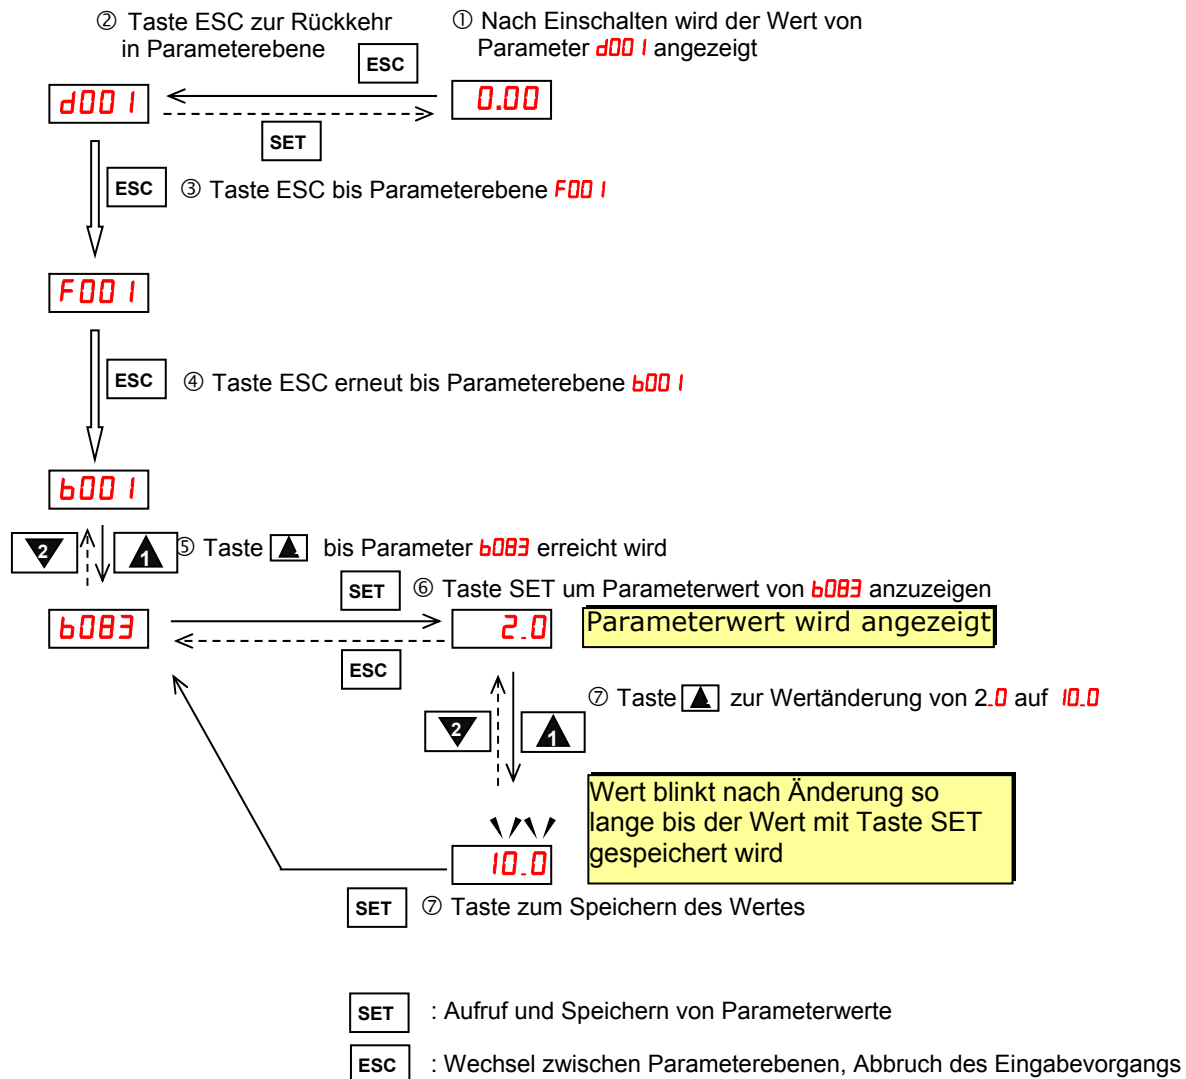 ② Taste ESC zur Rückkehr
in Parameterebene
① Nach Einschalten wird der Wert von
Parameter d001 angezeigt
ESC
d001
0.00
SET
ESC
③ Taste ESC bis Parameterebene F001
F001
ESC
④ Taste ESC erneut bis Parameterebene b001
b001
2
1
⑤ Taste bis Parameter b083 erreicht wird
SET
⑥ Taste SET um Parameterwert von b083 anzuzeigen
b083
2.0
Parameterwert wird angezeigt
ESC
⑦ Taste zur Wertänderung von 2.0 auf 10.0
2
1
Wert blinkt nach Änderung so
lange bis der Wert mit Taste SET
gespeichert wird
10.0
SET
⑦ Taste zum Speichern des Wertes
SET : Aufruf und Speichern von Parameterwerte
ESC : Wechsel zwischen Parameterebenen, Abbruch des Eingabevorgangs